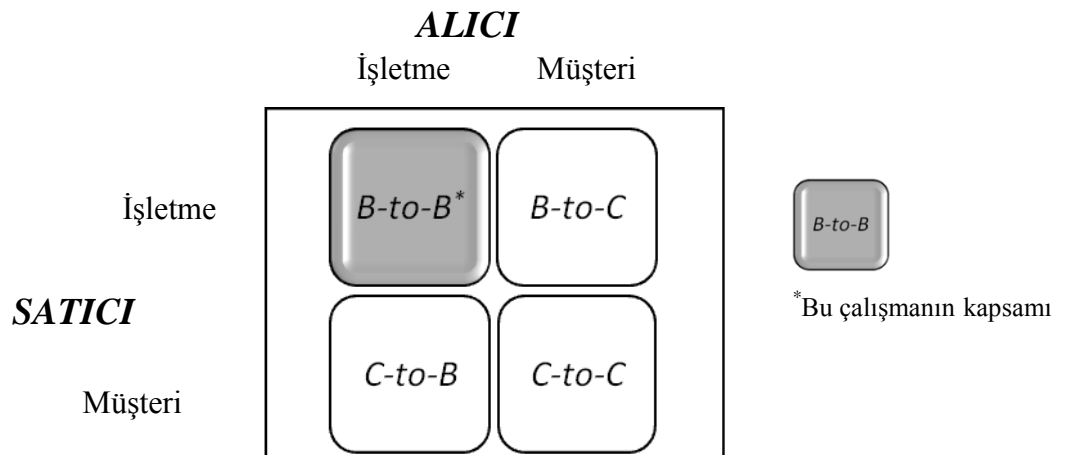 ALICI
İşletme Müşteri
İşletme B-to-B* B-to-C
B-to-B
SATICI
*Bu çalışmanın kapsamı
Müşteri C-to-B C-to-C